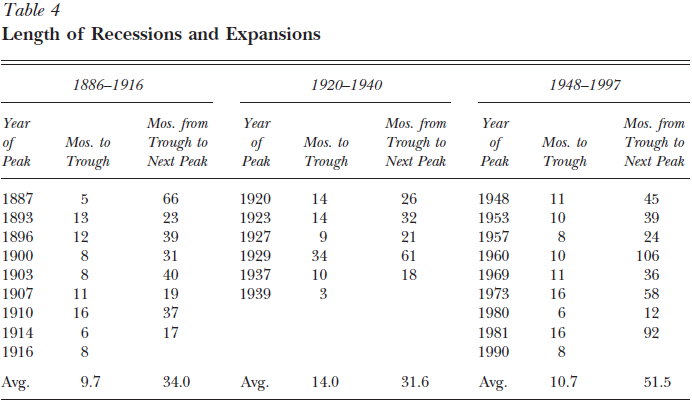 Table 4
Length of Recessions and Expansions
1886–1916 1920–1940 1948–1997
Year Mos. from Year Mos. from Year Mos. from
of Mos. to Trough to of Mos. to Trough to of Mos. to Trough to
Peak Trough Next Peak Peak Trough Next Peak Peak Trough Next Peak
1887 5 66 1920 14 26 1948 11 45
1893 13 23 1923 14 32 1953 10 39
1896 12 39 1927 9 21 1957 8 24
1900 8 31 1929 34 61 1960 10 106
1903 8 40 1937 10 18 1969 11 36
1907 11 19 1939 3 1973 16 58
1910 16 37 1980 6 12
1914 6 17 1981 16 92
1916 8 1990 8
Avg. 9.7 34.0 Avg. 14.0 31.6 Avg. 10.7 51.5